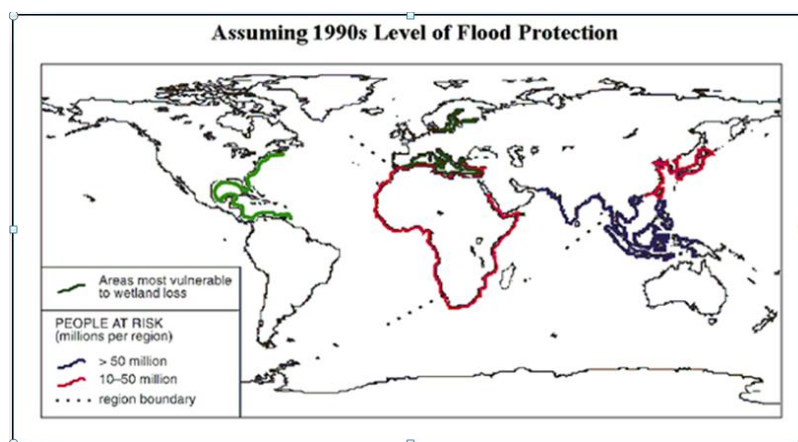 Assuming 1990s Level of Flood Protection
Areas most vulnerable
to wetland loss
PEOPLE AT RISK
(millions per region)
> 50 million
10–50 million
region boundary